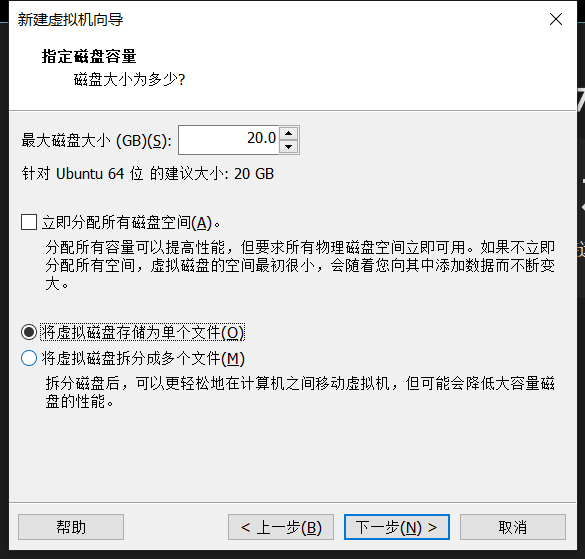 新建虚拟机向导
指定磁盘容量
磁盘大小为多少?
最大磁盘大小 (GB)(S): 20.0
针对 Ubuntu 64 位 的建议大小: 20 GB
立即分配所有磁盘空间(A)。
分配所有容量可以提高性能，但要求所有物理磁盘空间立即可用。如果不立即
分配所有空间，虚拟磁盘的空间最初很小，会随着您向其中添加数据而不断变
大。
将虚拟磁盘存储为单个文件(O)
将虚拟磁盘拆分成多个文件(M)
拆分磁盘后，可以更轻松地在计算机之间移动虚拟机，但可能会降低大容量磁
盘的性能。
帮助 < 上一步(B) 下一步(N) > 取消